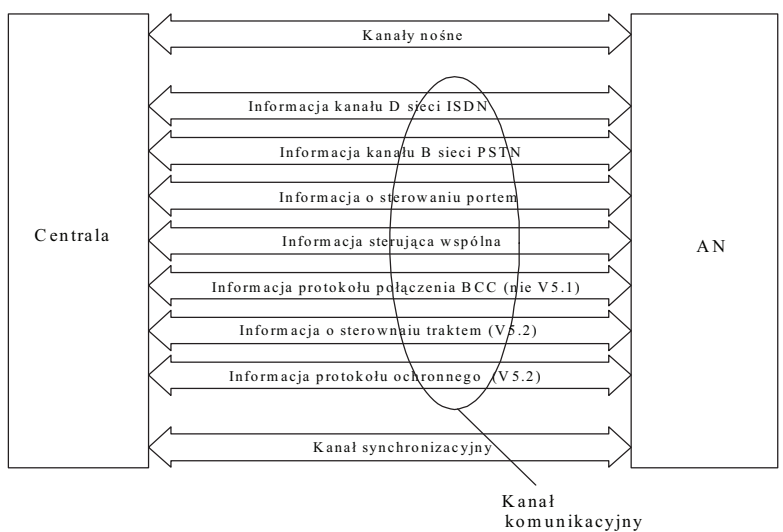 Kanały nośne
Informacja kanału D sieci ISDN
Informacja kanału B sieci PSTN
Informacja o sterowaniu portem
Centrala
Informacja sterująca wspólna
AN
Informacja protokołu połączenia BCC (nie V5.1)
Informacja o sterownaiu traktem (V5.2)
Informacja protokołu ochronnego (V5.2)
Kanał synchronizacyjny
Kanał
komunikacyjny